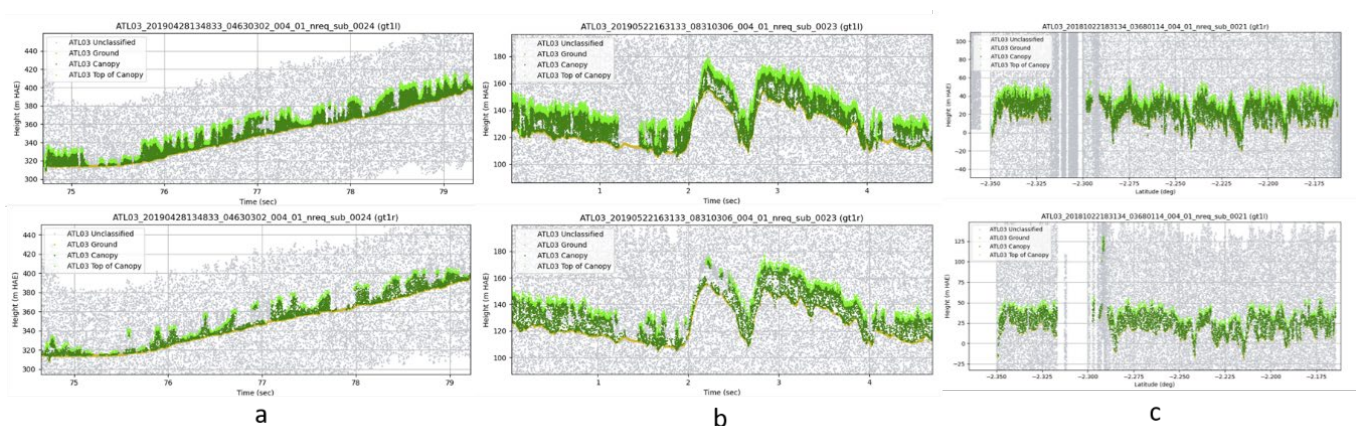 ATL03_20190428134833_04630302_004_01_nreq_sub_0024 (gt1l)
ATL03 Unclassified
ATL03 Ground
ATL03 Canopy
ATL03 Top of Canopy
460
440
420
400
380
360
340
320
300
Height (m HAE)
75
76
77
78
79
Time (sec)
ATL03_20190522163133_08310306_004_01_nreq_sub_0023 (gt1l)
ATL03 Unclassified
ATL03 Ground
ATL03 Canopy
ATL03 Top of Canopy
180
160
140
120
100
Height (m HAE)
1
2
3
4
Time (sec)
ATL03_20181022183134_03680114_004_01_nreq_sub_0021 (gt1r)
ATL03 Unclassified
ATL03 Ground
ATL03 Canopy
ATL03 Top of Canopy
100
80
60
40
20
0
−20
−40
Height (m HAE)
−2.350
−2.325
−2.300
−2.275
−2.250
−2.225
−2.200
−2.175
Latitude (deg)
ATL03_20190428134833_04630302_004_01_nreq_sub_0024 (gt1r)
ATL03 Unclassified
ATL03 Ground
ATL03 Canopy
ATL03 Top of Canopy
440
420
400
380
360
340
320
300
Height (m HAE)
75
76
77
78
79
Time (sec)
ATL03_20190522163133_08310306_004_01_nreq_sub_0023 (gt1r)
ATL03 Unclassified
ATL03 Ground
ATL03 Canopy
ATL03 Top of Canopy
180
160
140
120
100
Height (m HAE)
1
2
3
4
Time (sec)
ATL03_20181022183134_03680114_004_01_nreq_sub_0021 (gt1l)
ATL03 Unclassified
ATL03 Ground
ATL03 Canopy
ATL03 Top of Canopy
125
100
75
50
25
0
−25
Height (m HAE)
−2.350
−2.325
−2.300
−2.275
−2.250
−2.225
−2.200
−2.175
Latitude (deg)
a
b
c